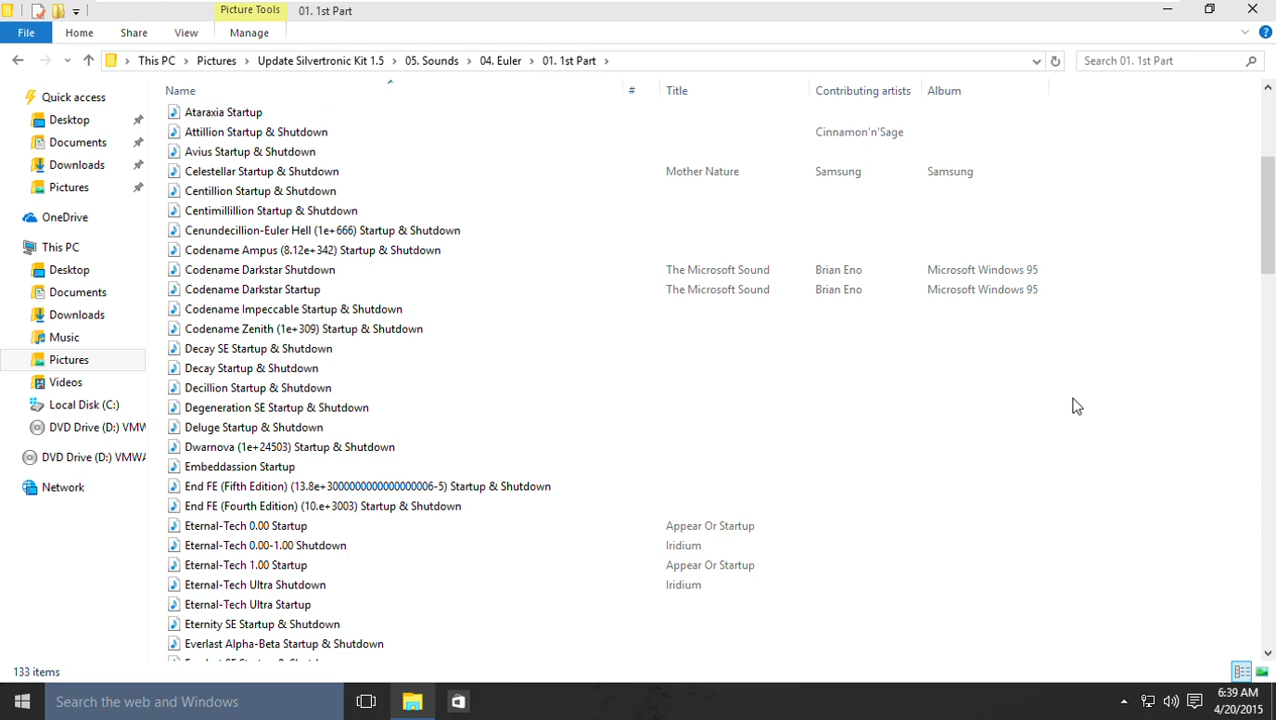 Picture Tools 01. 1st Part
File Home Share View Manage
This PC Pictures Update Silvertronic Kit 1.5 05. Sounds 04. Euler 01. 1st Part Search 01. 1st Part
Name # Title Contributing artists Album
Quick access
Desktop
Documents
Downloads
Pictures
OneDrive
This PC
Desktop
Documents
Downloads
Music
Pictures
Videos
Local Disk (C:)
DVD Drive (D:) VMW
DVD Drive (D:) VMWA
Network
Ataraxia Startup
Attillion Startup & Shutdown Cinnamon'n'Sage
Avius Startup & Shutdown
Celestellar Startup & Shutdown Mother Nature Samsung Samsung
Centillion Startup & Shutdown
Centimillillion Startup & Shutdown
Cenundecillion-Euler Hell (1e+666) Startup & Shutdown
Codename Ampus (8.12e+342) Startup & Shutdown
Codename Darkstar Shutdown The Microsoft Sound Brian Eno Microsoft Windows 95
Codename Darkstar Startup The Microsoft Sound Brian Eno Microsoft Windows 95
Codename Impeccable Startup & Shutdown
Codename Zenith (1e+309) Startup & Shutdown
Decay SE Startup & Shutdown
Decay Startup & Shutdown
Decillion Startup & Shutdown
Degeneration SE Startup & Shutdown
Deluge Startup & Shutdown
Dwarnova (1e+24503) Startup & Shutdown
Embeddassion Startup
End FE (Fifth Edition) (13.8e+3000000000000000006-5) Startup & Shutdown
End FE (Fourth Edition) (10.e+3003) Startup & Shutdown
Eternal-Tech 0.00 Startup Appear Or Startup
Eternal-Tech 0.00-1.00 Shutdown Iridium
Eternal-Tech 1.00 Startup Appear Or Startup
Eternal-Tech Ultra Shutdown Iridium
Eternal-Tech Ultra Startup
Eternity SE Startup & Shutdown
Everlast Alpha-Beta Startup & Shutdown
133 items
Search the web and Windows
6:39 AM
4/20/2015